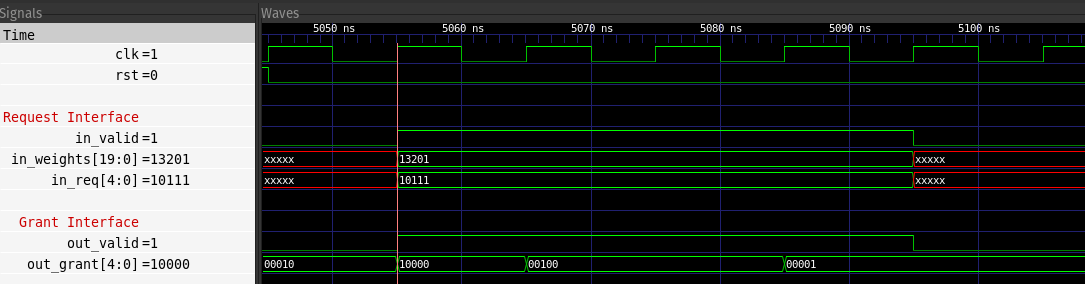 Signals Waves
Time 5050 ns 5060 ns 5070 ns 5080 ns 5090 ns 5100 ns
clk=1
rst=0
Request Interface
in_valid=1
in_weights[19:0]=13201 xxxxx 13201 xxxxx
in_req[4:0]=10111 xxxxx 10111 xxxxx
Grant Interface
out_valid=1
out_grant[4:0]=10000 00010 10000 00100 00001